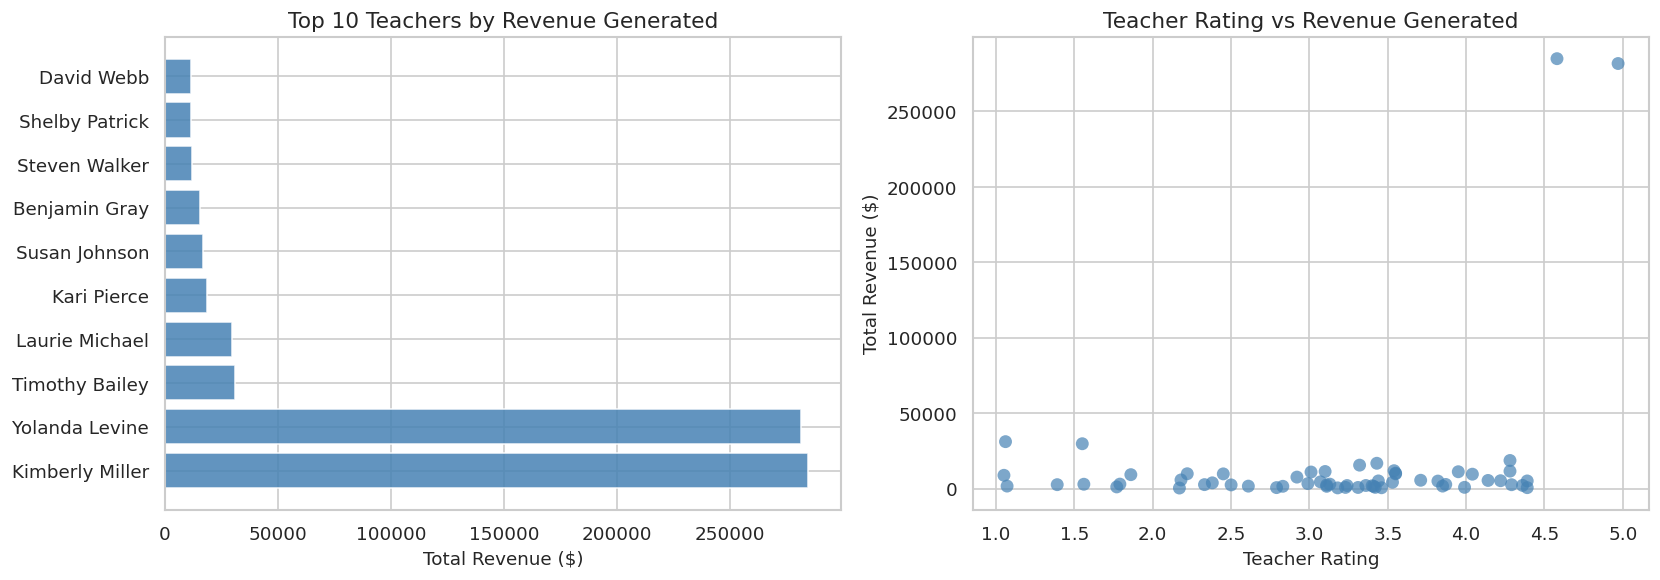 Top 10 Teachers by Revenue Generated
David Webb
Shelby Patrick
Steven Walker
Benjamin Gray
Susan Johnson
Kari Pierce
Laurie Michael
Timothy Bailey
Yolanda Levine
Kimberly Miller
0 50000 100000 150000 200000 250000
Total Revenue ($)
Teacher Rating vs Revenue Generated
Total Revenue ($)
250000
200000
150000
100000
50000
0
1.0 1.5 2.0 2.5 3.0 3.5 4.0 4.5 5.0
Teacher Rating